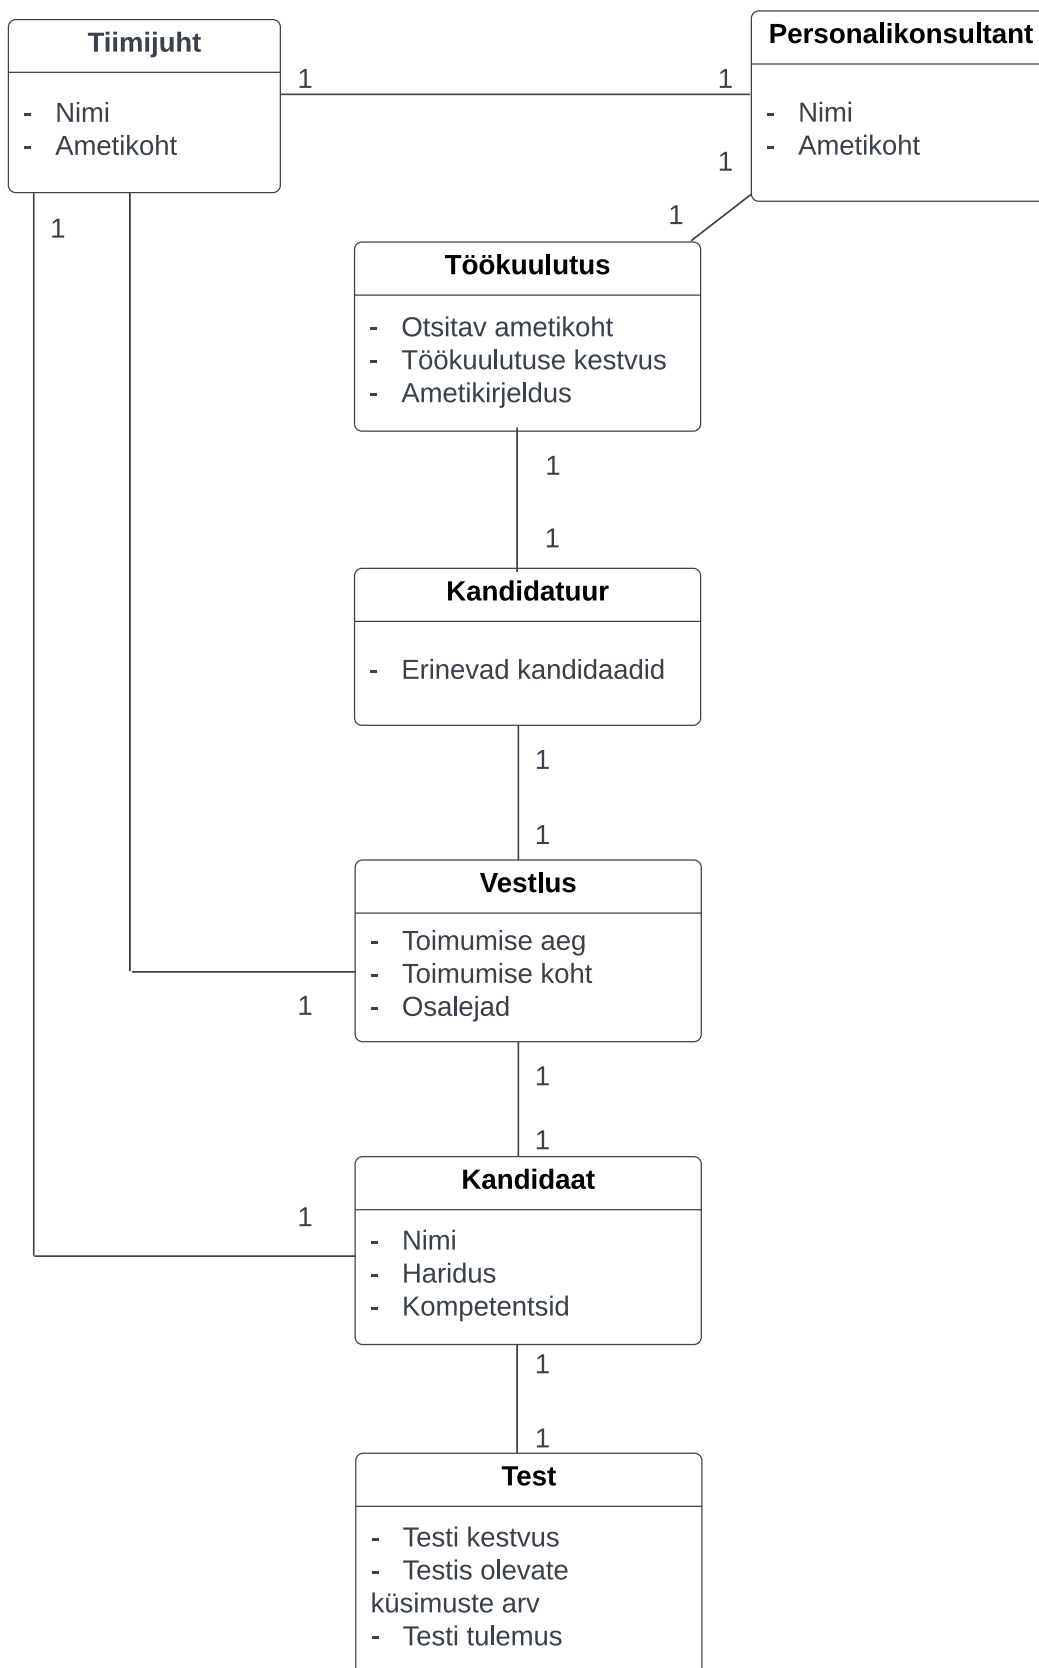 Tiimijuht
- Nimi
- Ametikoht
Personalikonsultant
- Nimi
- Ametikoht
1
1
1
1
1
Töökuulutus
- Otsitav ametikoht
- Töökuulutuse kestvus
- Ametikirjeldus
1
1
Kandidatuur
- Erinevad kandidaadid
1
1
Vestlus
- Toimumise aeg
- Toimumise koht
- Osalejad
1
1
1
Kandidaat
- Nimi
- Haridus
- Kompetentsid
1
1
1
Test
- Testi kestvus
- Testis olevate
küsimuste arv
- Testi tulemus